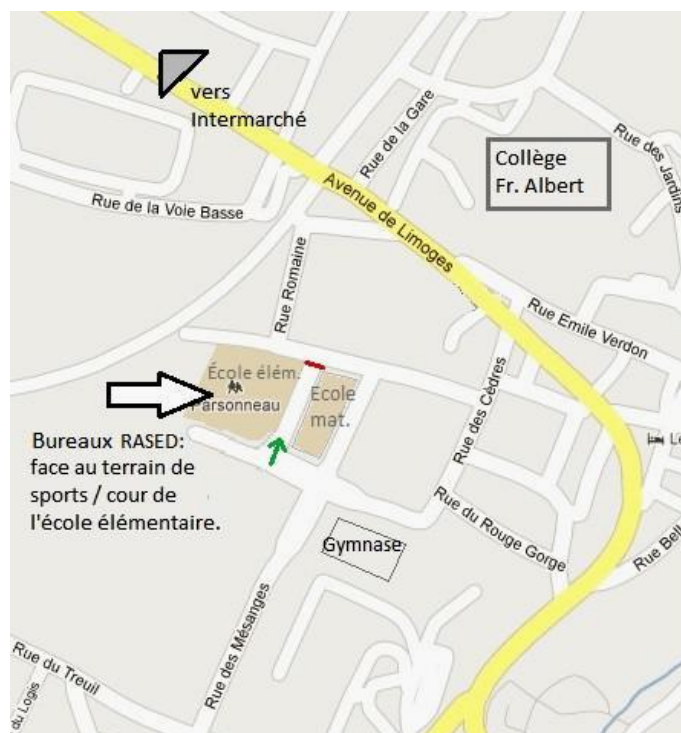 vers
Intermarché
Rue de la Gare
Collège
Fr. Albert
Rue des Jardins
Avenue de Limoges
Rue de la Voie Basse
Rue Romaine
Rue Emile Verdon
École élém.
Parsonneau
Ecole
mat.
Rue des Cèdres
Bureaux RASED:
face au terrain de
sports / cour de
l'école élémentaire.
Le
Rue du Rouge Gorge
Gymnase
Rue Bell
Rue des Mésanges
Rue du Treuil
du Logis